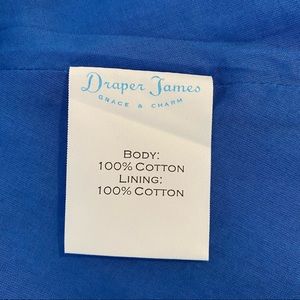 Draper James
GRACE & CHARM
BODY:
100% COTTON
LINING:
100% COTTON